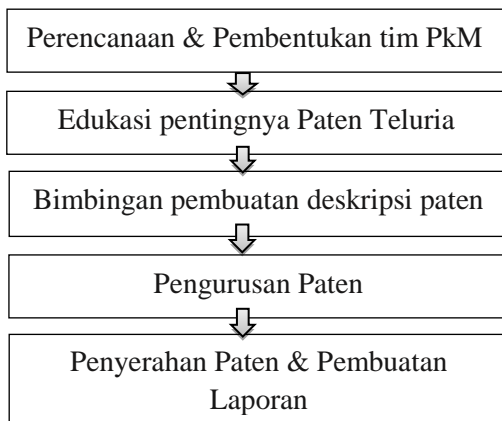 Perencanaan & Pembentukan tim PkM
Edukasi pentingnya Paten Teluria
Bimbingan pembuatan deskripsi paten
Pengurusan Paten
Penyerahan Paten & Pembuatan
Laporan